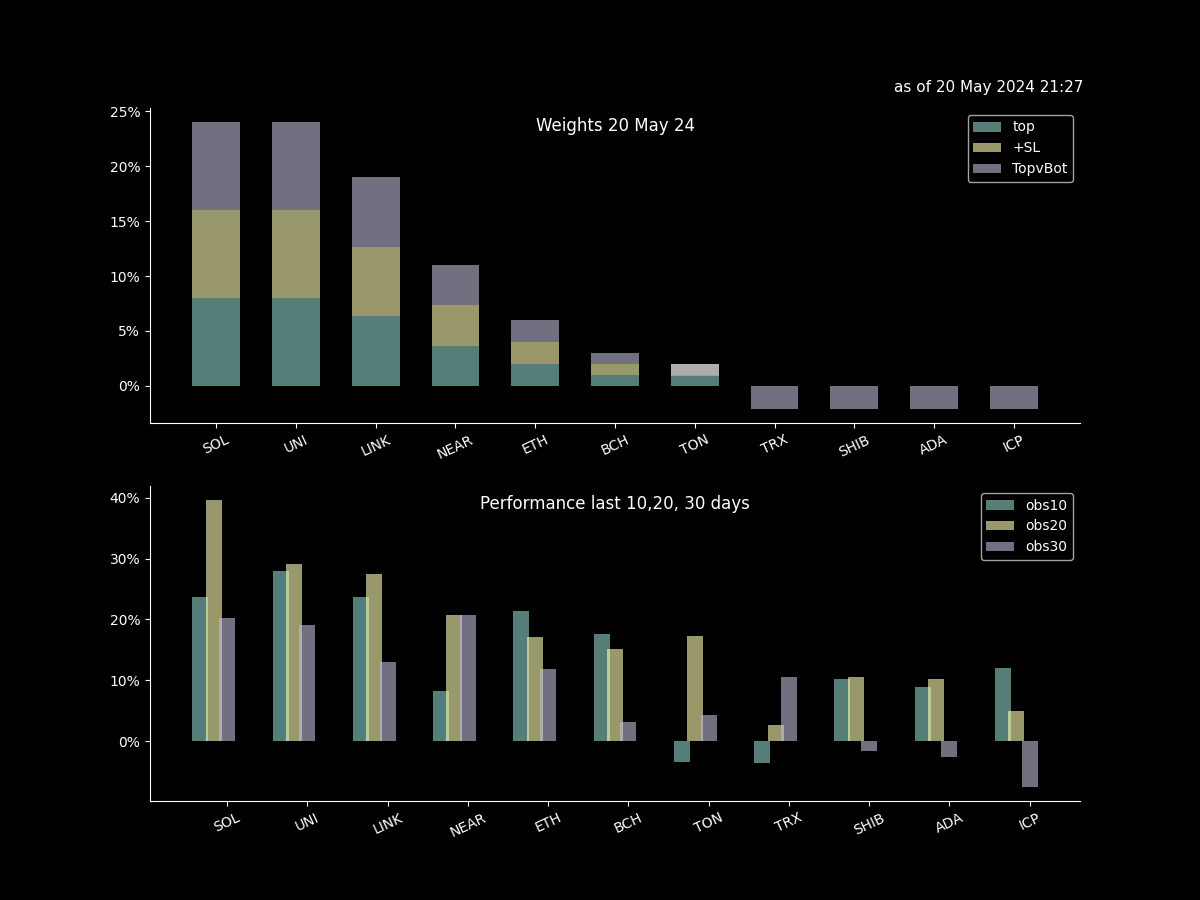 as of 20 May 2024 21:27
Weights 20 May 24
25%
20%
15%
10%
5%
0%
top
+SL
TopvBot
SOL UNI LINK NEAR ETH BCH TON TRX SHIB ADA ICP
Performance last 10,20, 30 days
40%
30%
20%
10%
0%
obs10
obs20
obs30
SOL UNI LINK NEAR ETH BCH TON TRX SHIB ADA ICP